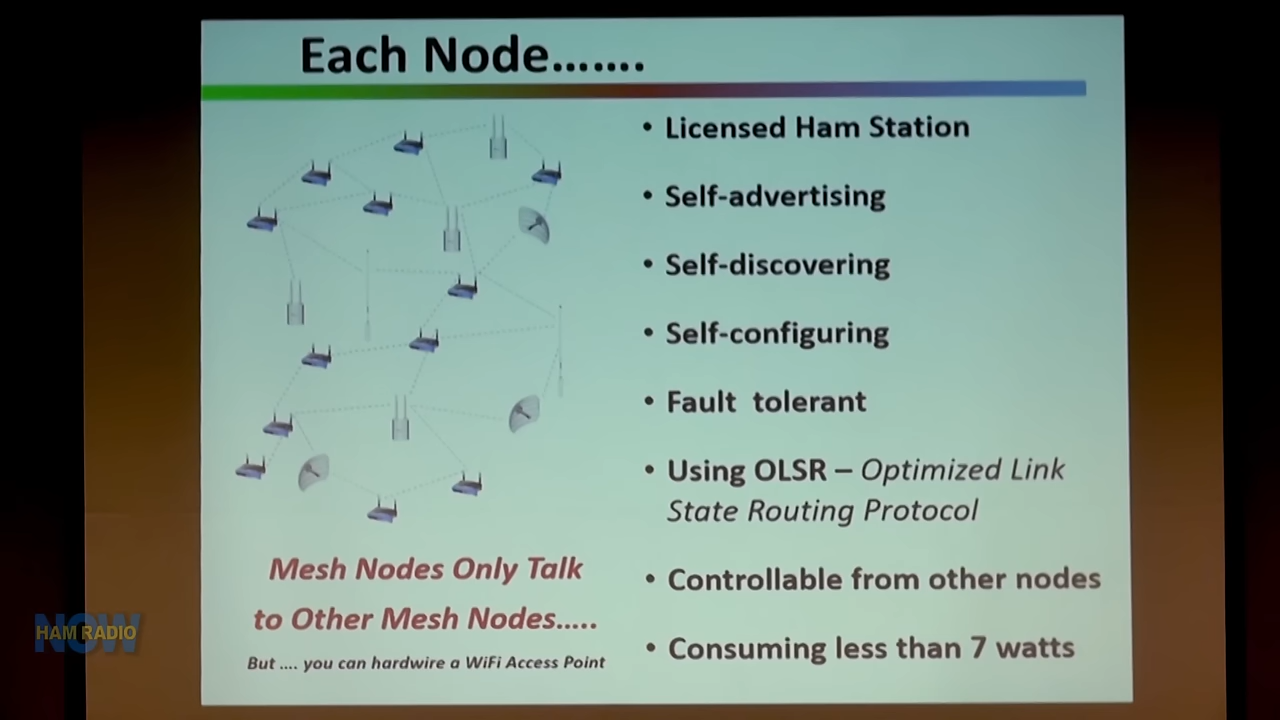 Each Node…….
• Licensed Ham Station
• Self-advertising
• Self-discovering
• Self-configuring
• Fault  tolerant
• Using OLSR – Optimized Link
State Routing Protocol
• Controllable from other nodes
• Consuming less than 7 watts
Mesh Nodes Only Talk
to Other Mesh Nodes…..
But …. you can hardwire a WiFi Access Point
NOW
HAM RADIO